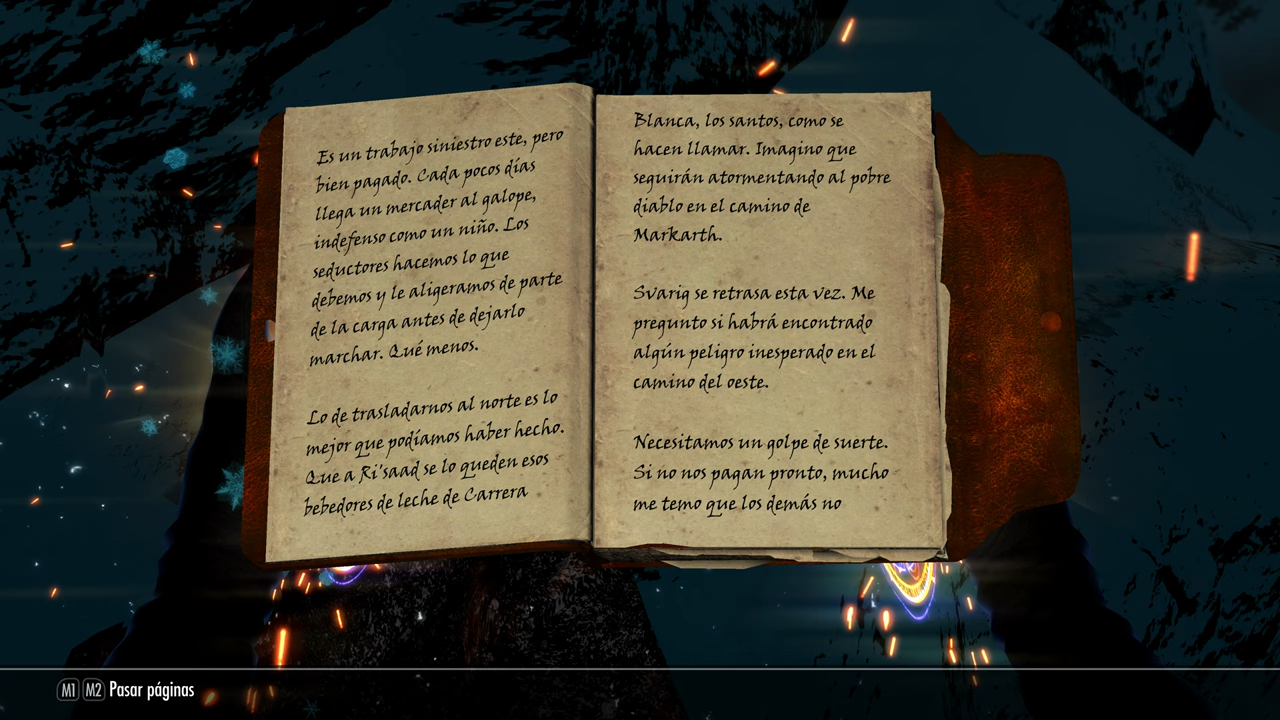 Es un trabajo siniestro este, pero
bien pagado. Cada pocos días
llega un mercader al galope,
indefenso como un niño. Los
seductores hacemos lo que
debemos y le aligeramos de parte
de la carga antes de dejarlo
marchar. Qué menos.
Lo de trasladarnos al norte es lo
mejor que podíamos haber hecho.
Que a Ri'saad se lo queden esos
bebedores de leche de Carrera
Blanca, los santos, como se
hacen llamar. Imagino que
seguirán atormentando al pobre
diablo en el camino de
Markarth.
Svarig se retrasa esta vez. Me
pregunto si habrá encontrado
algún peligro inesperado en el
camino del oeste.
Necesitamos un golpe de suerte.
Si no nos pagan pronto, mucho
me temo que los demás no
M1 M2 Pasar páginas